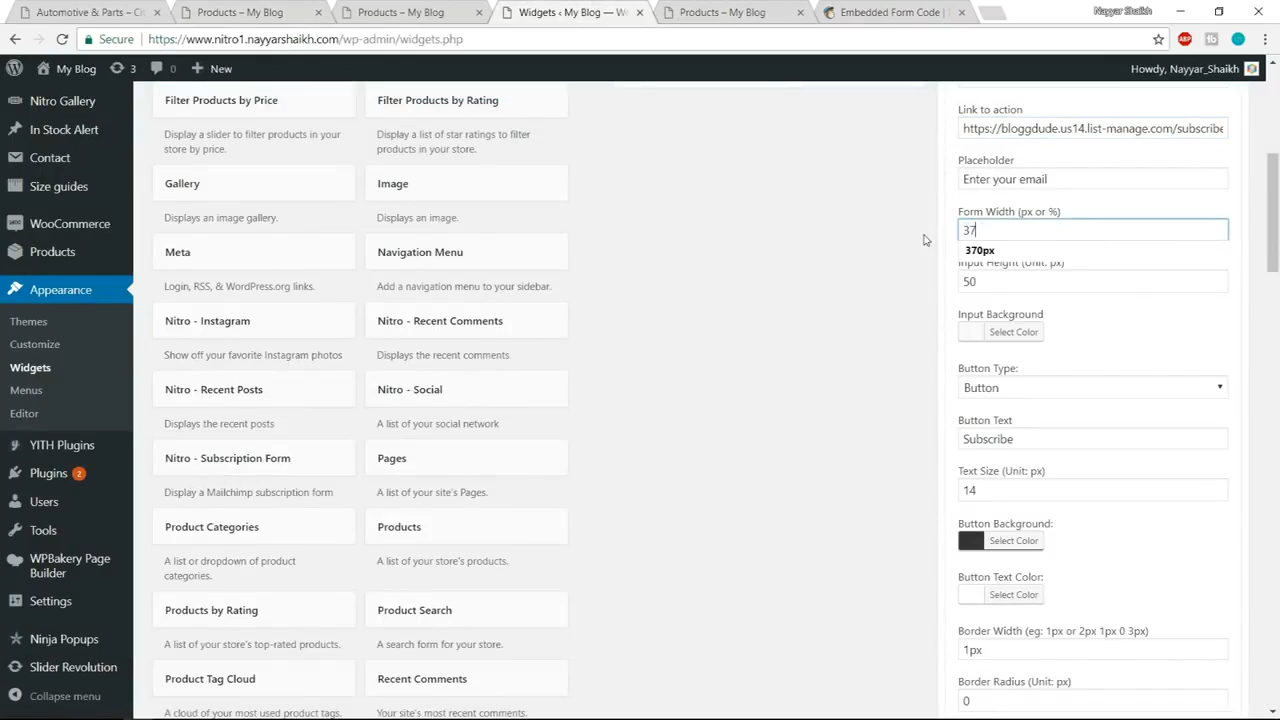 Automotive & Parts – Cit
Products – My Blog
Products – My Blog
Widgets ‹ My Blog — W
Products – My Blog
Embedded Form Code |
Nayyar Shaikh
Secure
https://www.nitro1.nayyarshaikh.com/wp-admin/widgets.php
ABP
My Blog
3
0
New
Howdy, Nayyar_Shaikh
Nitro Gallery
In Stock Alert
Contact
Size guides
WooCommerce
Products
Appearance
Themes
Customize
Widgets
Menus
Editor
YITH Plugins
Plugins 2
Users
Tools
WPBakery Page
Builder
Settings
Ninja Popups
Slider Revolution
Collapse menu
Filter Products by Price
Display a slider to filter products in your
store by price.
Filter Products by Rating
Display a list of star ratings to filter
products in your store.
Gallery
Displays an image gallery.
Image
Displays an image.
Meta
Login, RSS, & WordPress.org links.
Navigation Menu
Add a navigation menu to your sidebar.
Nitro - Instagram
Show off your favorite Instagram photos
Nitro - Recent Comments
Displays the recent comments
Nitro - Recent Posts
Displays the recent posts
Nitro - Social
A list of your social network
Nitro - Subscription Form
Display a Mailchimp subscription form
Pages
A list of your site's Pages.
Product Categories
A list or dropdown of product
categories.
Products
A list of your store's products.
Products by Rating
A list of your store's top-rated products.
Product Search
A search form for your store.
Product Tag Cloud
A cloud of your most used product tags.
Recent Comments
Your site's most recent comments.
Link to action
https://bloggdude.us14.list-manage.com/subscribe
Placeholder
Enter your email
Form Width (px or %)
37
370px
Input Height (Unit: px)
50
Input Background
Select Color
Button Type:
Button
Button Text
Subscribe
Text Size (Unit: px)
14
Button Background:
Select Color
Button Text Color:
Select Color
Border Width (eg: 1px or 2px 1px 0 3px)
1px
Border Radius (Unit: px)
0